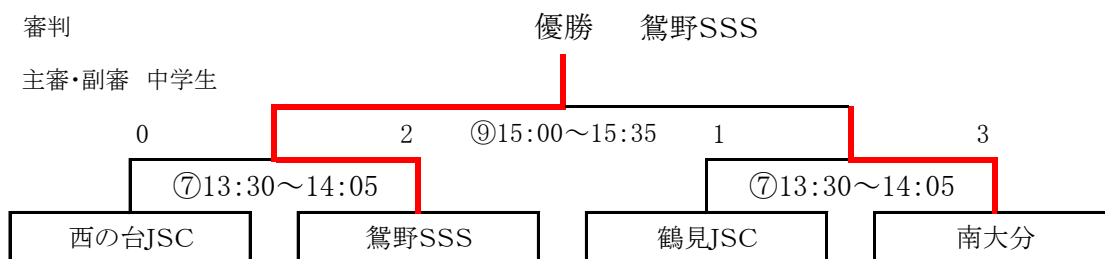 審判
優勝 鴛野SSS
主審・副審 中学生
0 2 ⑨15:00～15:35 1 3
⑦13:30～14:05 ⑦13:30～14:05
西の台JSC 鴛野SSS 鶴見JSC 南大分